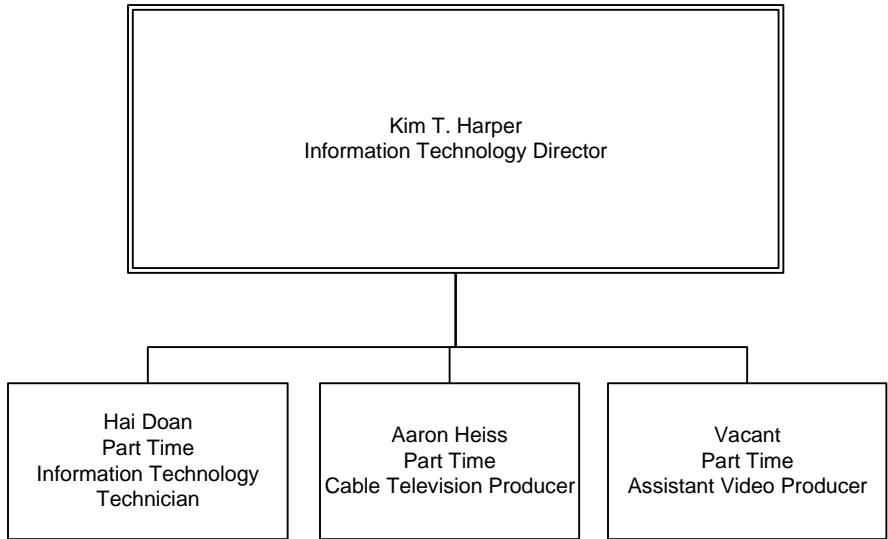 Kim T. Harper
Information Technology Director
Hai Doan
Part Time
Information Technology
Technician
Aaron Heiss
Part Time
Cable Television Producer
Vacant
Part Time
Assistant Video Producer